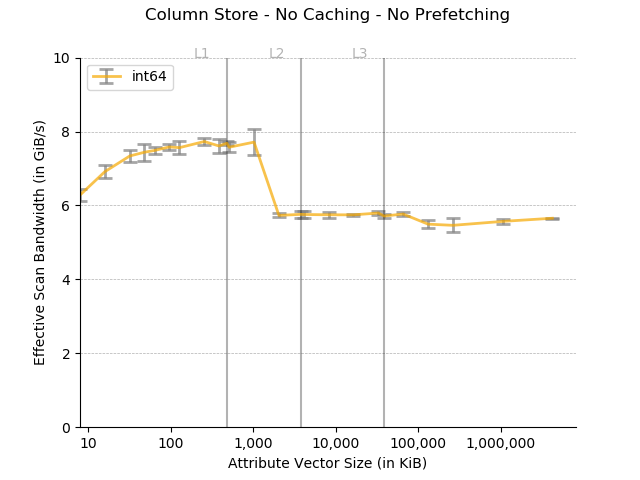 Column Store - No Caching - No Prefetching
L1 L2 L3
int64
Effective Scan Bandwidth (in GiB/s)
10
8
6
4
2
0
10 100 1,000 10,000 100,000 1,000,000
Attribute Vector Size (in KiB)